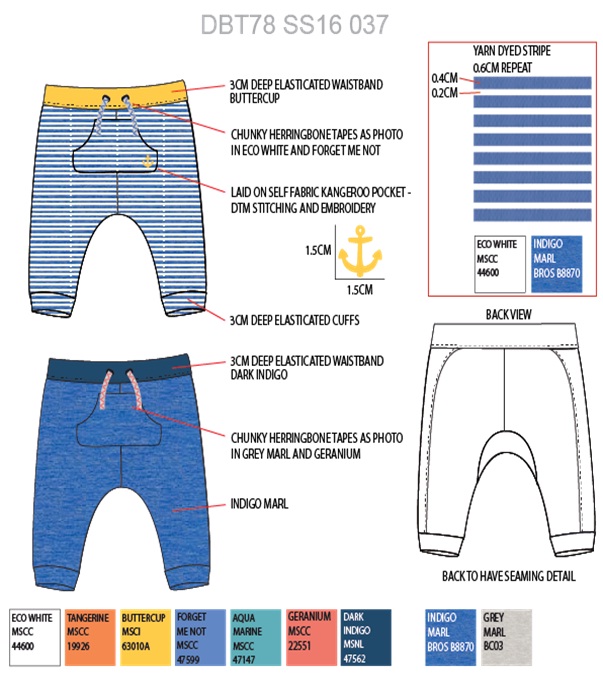 DBT78 SS16 037
3CM DEEP ELASTICATED WAISTBAND
BUTTERCUP
CHUNKY HERRINGBONE TAPES AS PHOTO
IN ECO WHITE AND FORGET ME NOT
LAID ON SELF FABRIC KANGEROO POCKET -
DTM STITCHING AND EMBROIDERY
1.5CM
1.5CM
3CM DEEP ELASTICATED CUFFS
YARN DYED STRIPE
0.6CM REPEAT
0.4CM
0.2CM
ECO WHITE
MSCC
44600
INDIGO
MARL
BROS B8870
BACK VIEW
3CM DEEP ELASTICATED WAISTBAND
DARK INDIGO
CHUNKY HERRINGBONE TAPES AS PHOTO
IN GREY MARL AND GERANIUM
INDIGO MARL
BACK TO HAVE SEAMING DETAIL
ECO WHITE
MSCC
44600
TANGERINE
MSCC
19926
BUTTERCUP
MSCI
63010A
FORGET
ME NOT
MSCC
47599
AQUA
MARINE
MSCC
47147
GERANIUM
MSCC
22551
DARK
INDIGO
MSNL
47562
INDIGO
MARL
BROS B8870
GREY
MARL
BC03